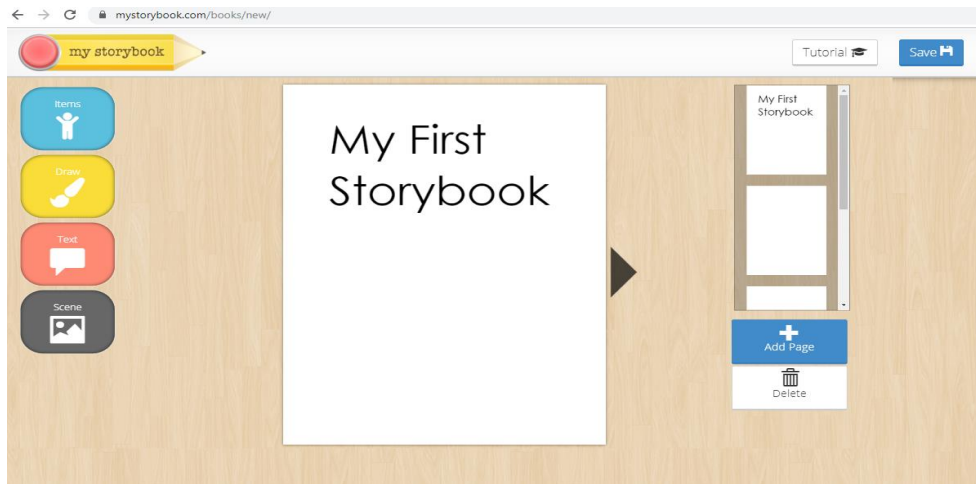 mystorybook.com/books/new/
my storybook
Tutorial
Save
Items
Draw
Text
Scene
My First
Storybook
My First
Storybook
Add Page
Delete